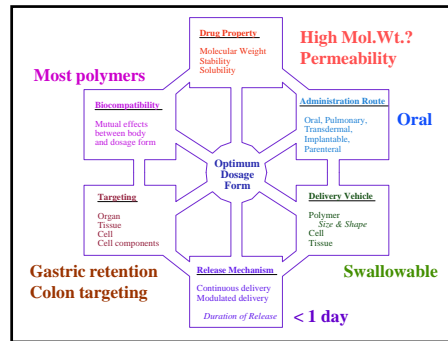 Drug Property
Molecular Weight
Stability
Solubility
High Mol.Wt.?
Permeability
Most polymers
Biocompatibility
Mutual effects
between body
and dosage form
Administration Route
Oral, Pulmonary,
Transdermal,
Implantable,
Parenteral
Oral
Optimum
Dosage
Form
Targeting
Organ
Tissue
Cell
Cell components
Delivery Vehicle
Polymer
Size & Shape
Cell
Tissue
Gastric retention
Colon targeting
Release Mechanism
Continuous delivery
Modulated delivery
Duration of Release
Swallowable
< 1 day